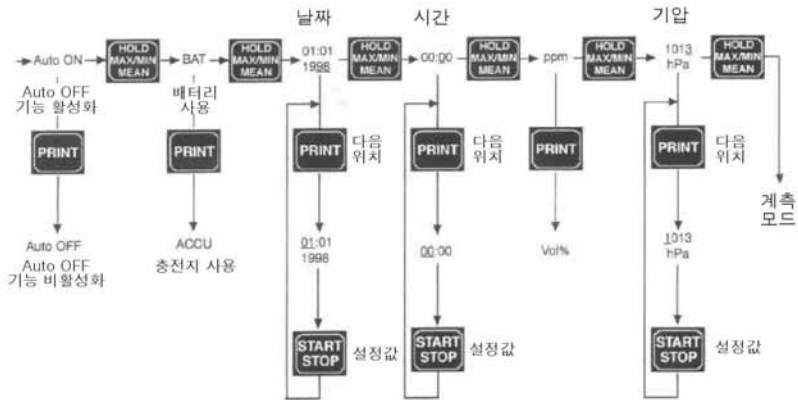 날짜 시간 기압
Auto ON HOLD MAX/MIN MEAN BAT HOLD MAX/MIN MEAN 01:01 1998 HOLD MAX/MIN MEAN 00:00 HOLD MAX/MIN MEAN ppm HOLD MAX/MIN MEAN 1013 hPa HOLD MAX/MIN MEAN
Auto OFF 배터리
기능 활성화 사용
PRINT PRINT PRINT 다음 위치 PRINT 다음 위치 PRINT PRINT 다음 위치
계측
모드
Auto OFF ACCU 01:01 1998 00:00 Vol% 1013 hPa
Auto OFF 충전지 사용
기능 비활성화
START STOP 설정값 START STOP 설정값 START STOP 설정값